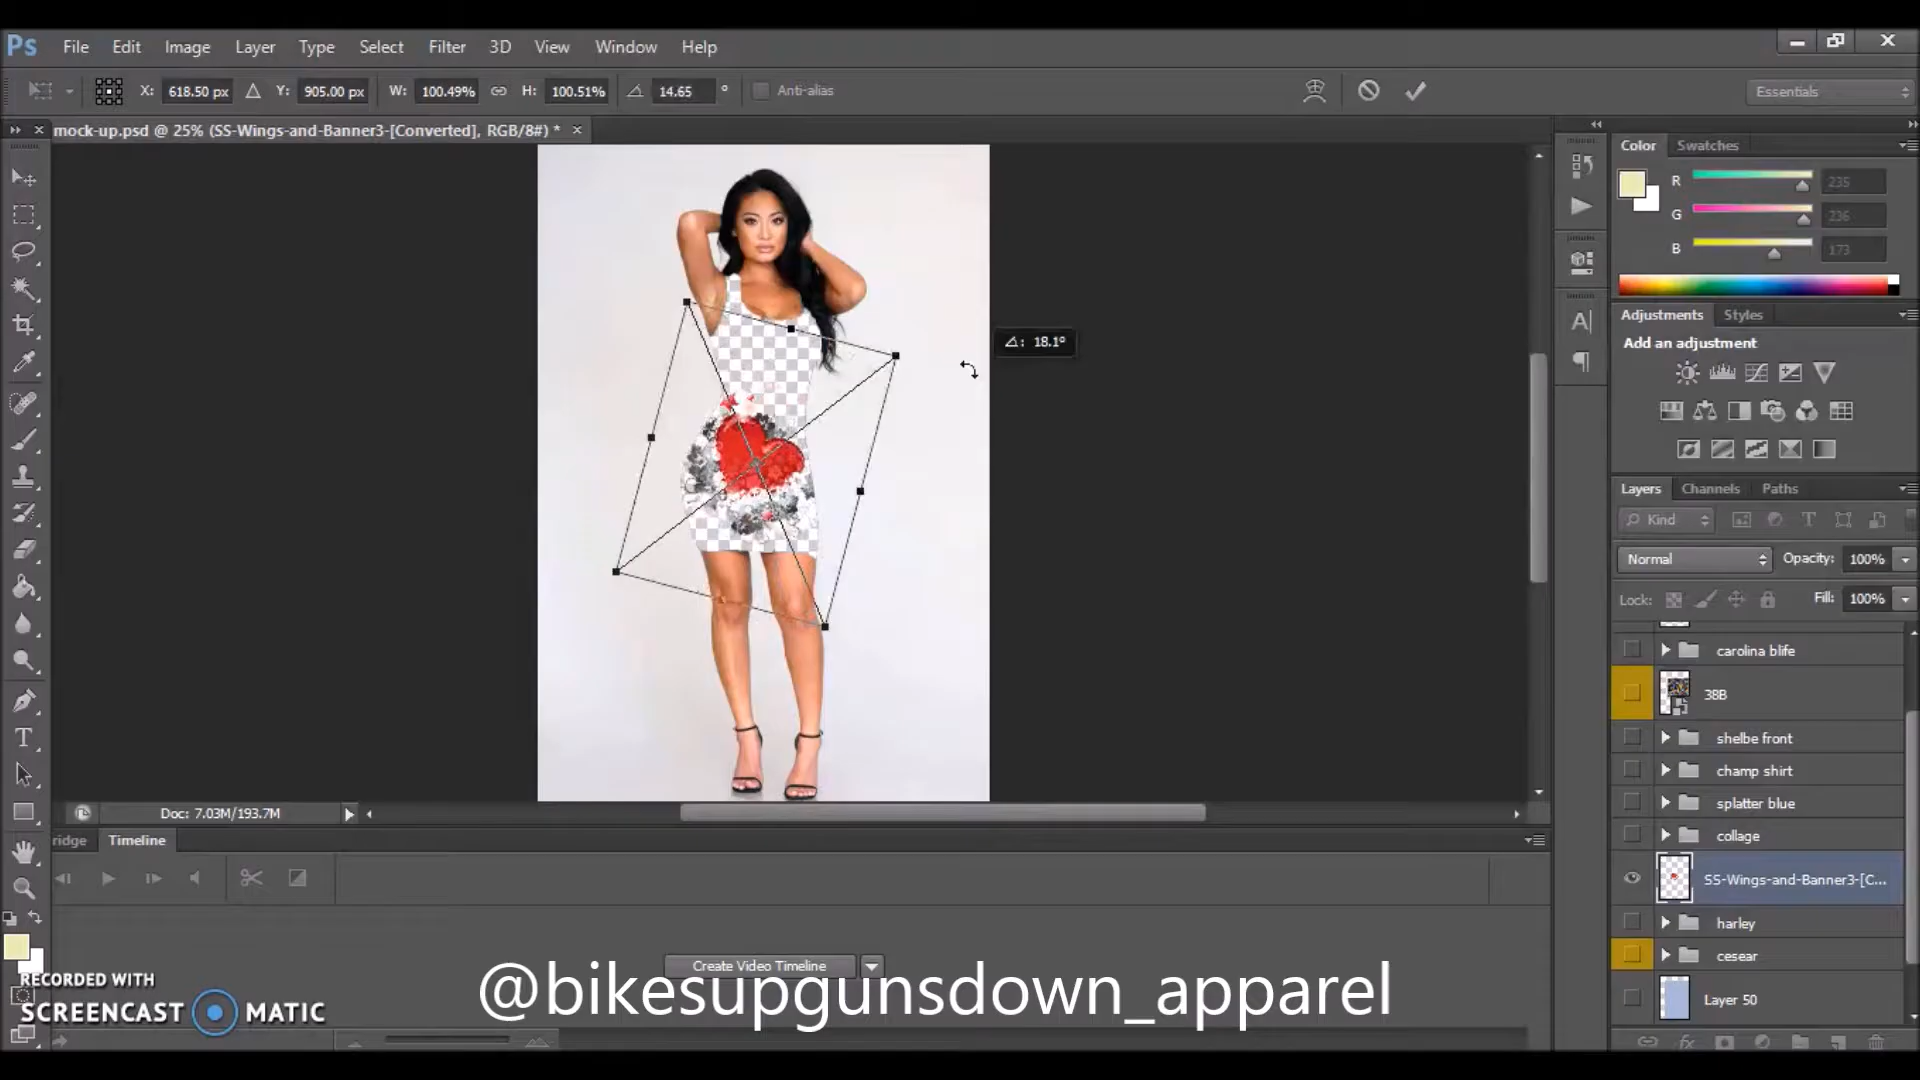 Ps File Edit Image Layer Type Select Filter 3D View Window Help
X: 618.50 px Y: 905.00 px W: 100.49% H: 100.51% 14.65 ° Anti-alias Essentials
mock-up.psd @ 25% (SS-Wings-and-Banner3-[Converted], RGB/8#) * ×
Color Swatches
R 235
G 236
B 173
Adjustments Styles
Add an adjustment
: 18.1°
Layers Channels Paths
Kind
Normal Opacity: 100%
Lock: Fill: 100%
carolina blife
38B
shelbe front
champ shirt
splatter blue
collage
SS-Wings-and-Banner3-[C...
harley
cesear
Layer 50
Doc: 7.03M/193.7M
ridge Timeline
Create Video Timeline
RECORDED WITH
SCREENCAST MATIC
@bikesupgunsdown_apparel